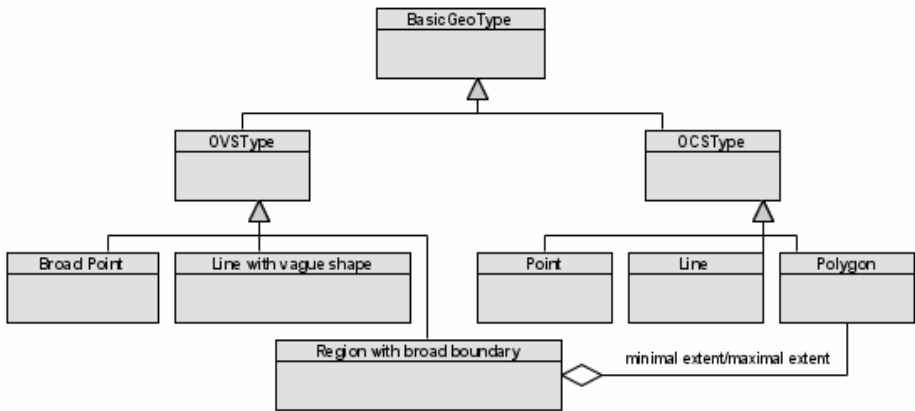 BasicGeoType
OVSType
OCSType
Broad Point
Line with vague shape
Point
Line
Polygon
Region with broad boundary
minimal extent/maximal extent